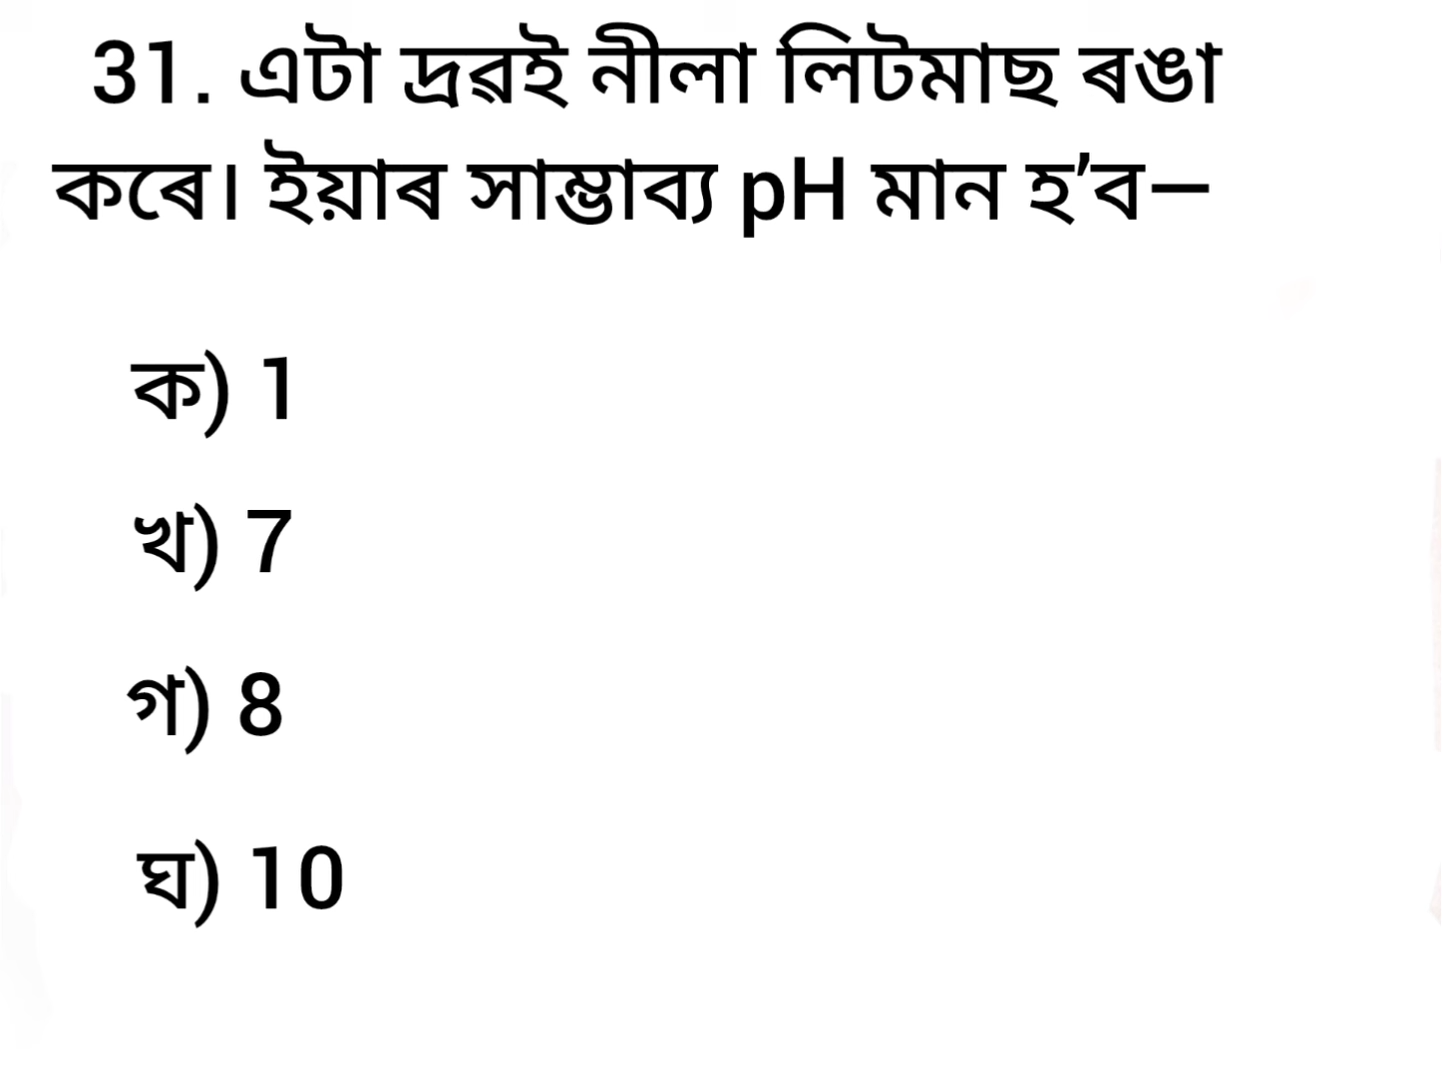 31. এটা দ্ৰৱই নীলা লিটমাছ ৰঙা
কৰে। ইয়াৰ সাম্ভাব্য pH মান হ’ব—
ক) 1
খ) 7
গ) 8
ঘ) 10